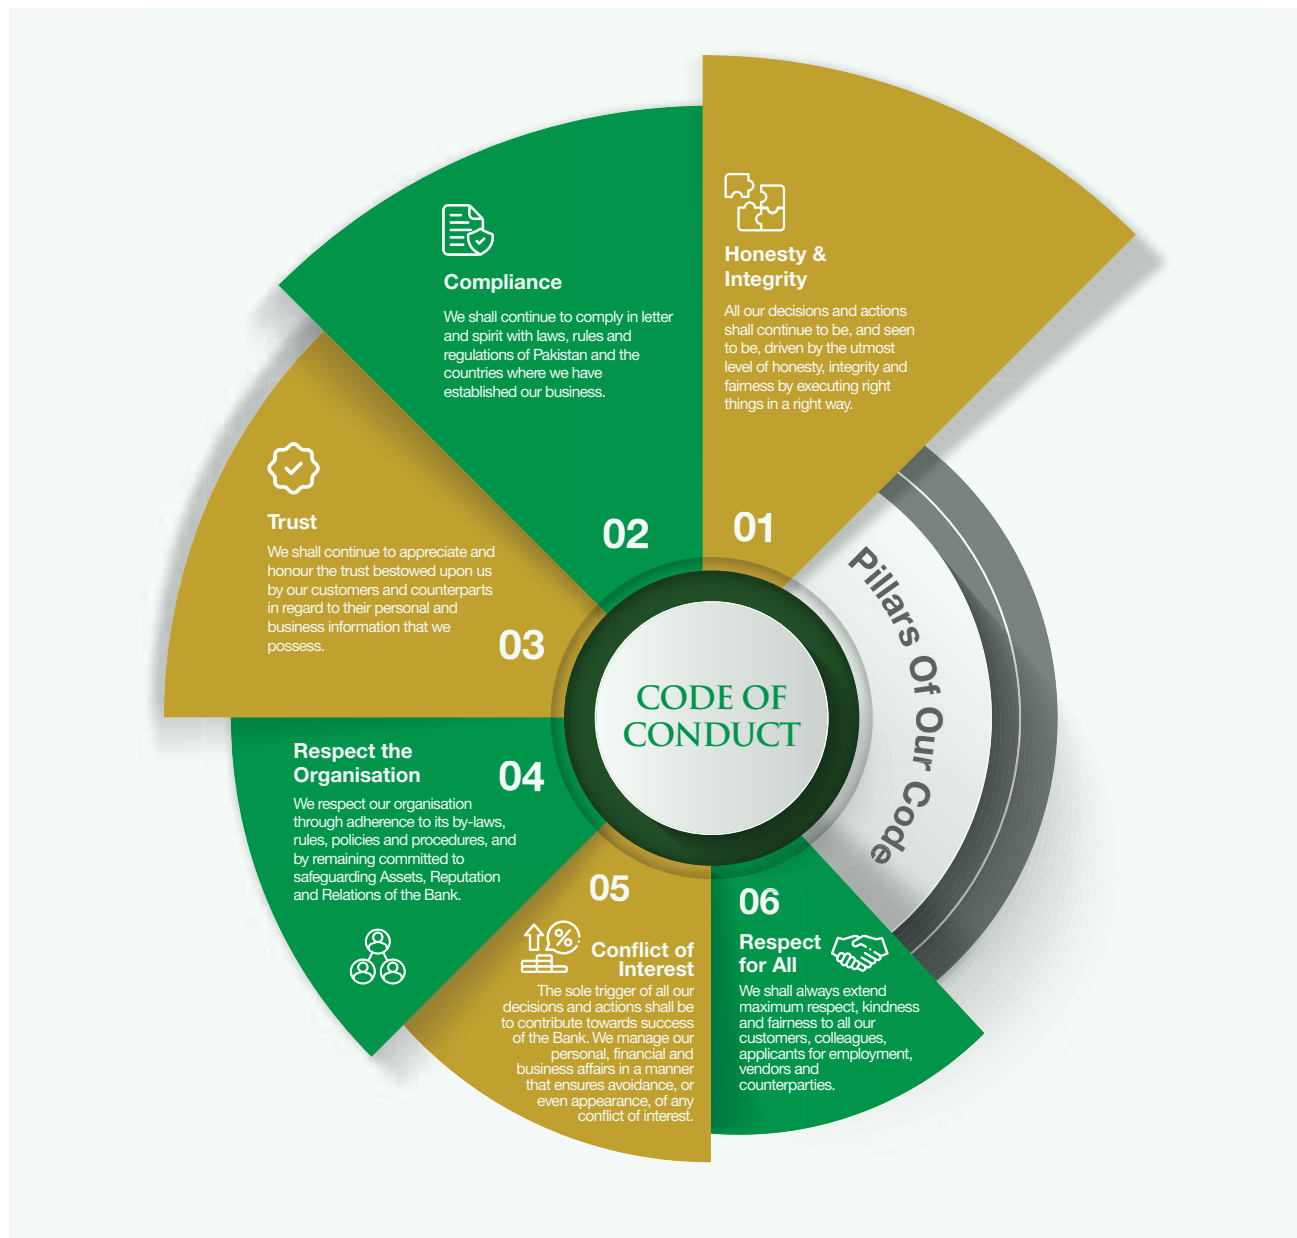 Honesty &
Integrity
All our decisions and actions
shall continue to be, and seen
to be, driven by the utmost
level of honesty, integrity and
fairness by executing right
things in a right way.
01
Compliance
We shall continue to comply in letter
and spirit with laws, rules and
regulations of Pakistan and the
countries where we have
established our business.
02
Trust
We shall continue to appreciate and
honour the trust bestowed upon us
by our customers and counterparts
in regard to their personal and
business information that we
possess.
03
Respect the
Organisation
04
We respect our organisation
through adherence to its by-laws,
rules, policies and procedures, and
by remaining committed to
safeguarding Assets, Reputation
and Relations of the Bank.
05
Conflict of
Interest
The sole trigger of all our
decisions and actions shall be
to contribute towards success
of the Bank. We manage our
personal, financial and
business affairs in a manner
that ensures avoidance, or
even appearance, of any
conflict of interest.
06
Respect
for All
We shall always extend
maximum respect, kindness
and fairness to all our
customers, colleagues,
applicants for employment,
vendors and
counterparties.
CODE OF
CONDUCT
Pillars Of Our Code